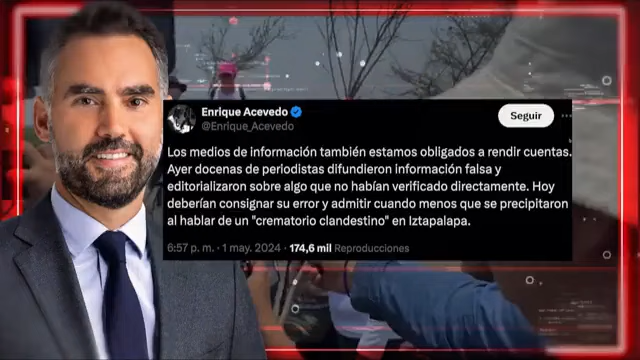 Enrique Acevedo
@Enrique_Acevedo
Seguir
Los medios de información también estamos obligados a rendir cuentas.
Ayer docenas de periodistas difundieron información falsa y
editorializaron sobre algo que no habían verificado directamente. Hoy
deberían consignar su error y admitir cuando menos que se precipitaron
al hablar de un "crematorio clandestino" en Iztapalapa.
6:57 p. m. · 1 may. 2024 · 174,6 mil Reproducciones